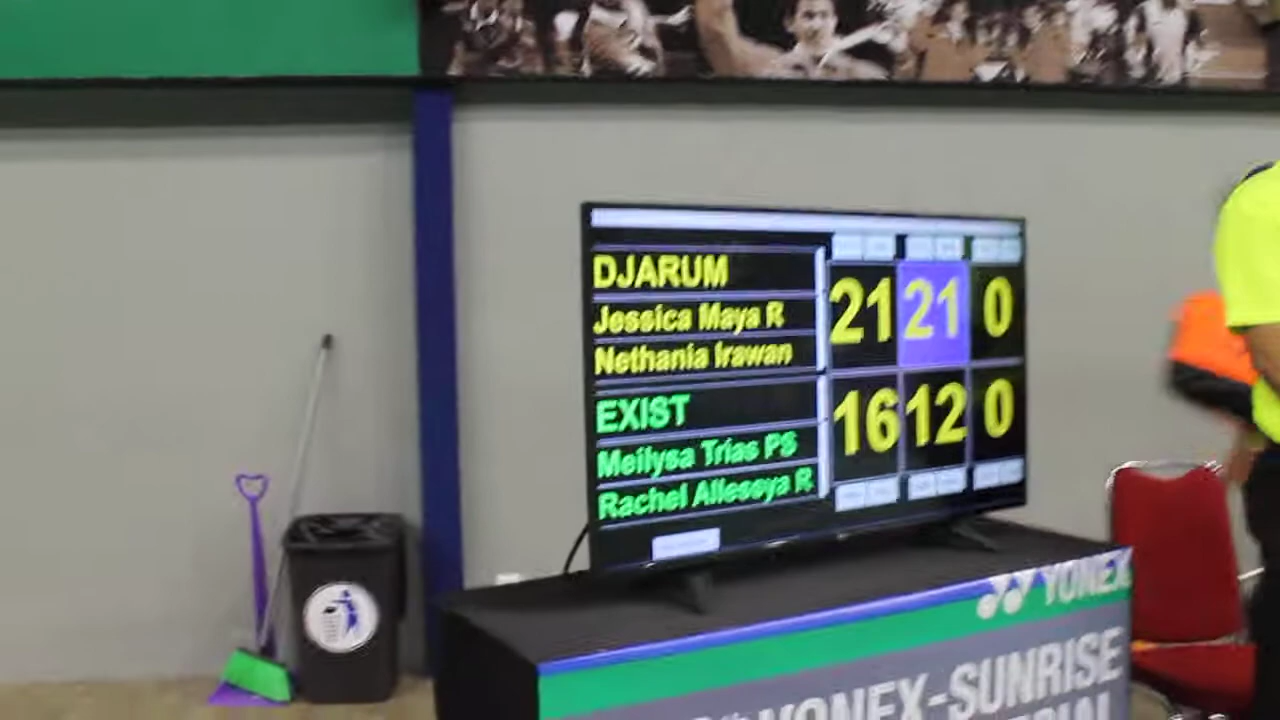 DJARUM
Jessica Maya R
Nethania Irawan
21 21 0
EXIST
Meilysa Trias PS
Rachel Allessya R
16 12 0
YONEX
YONEX-SUNRISE